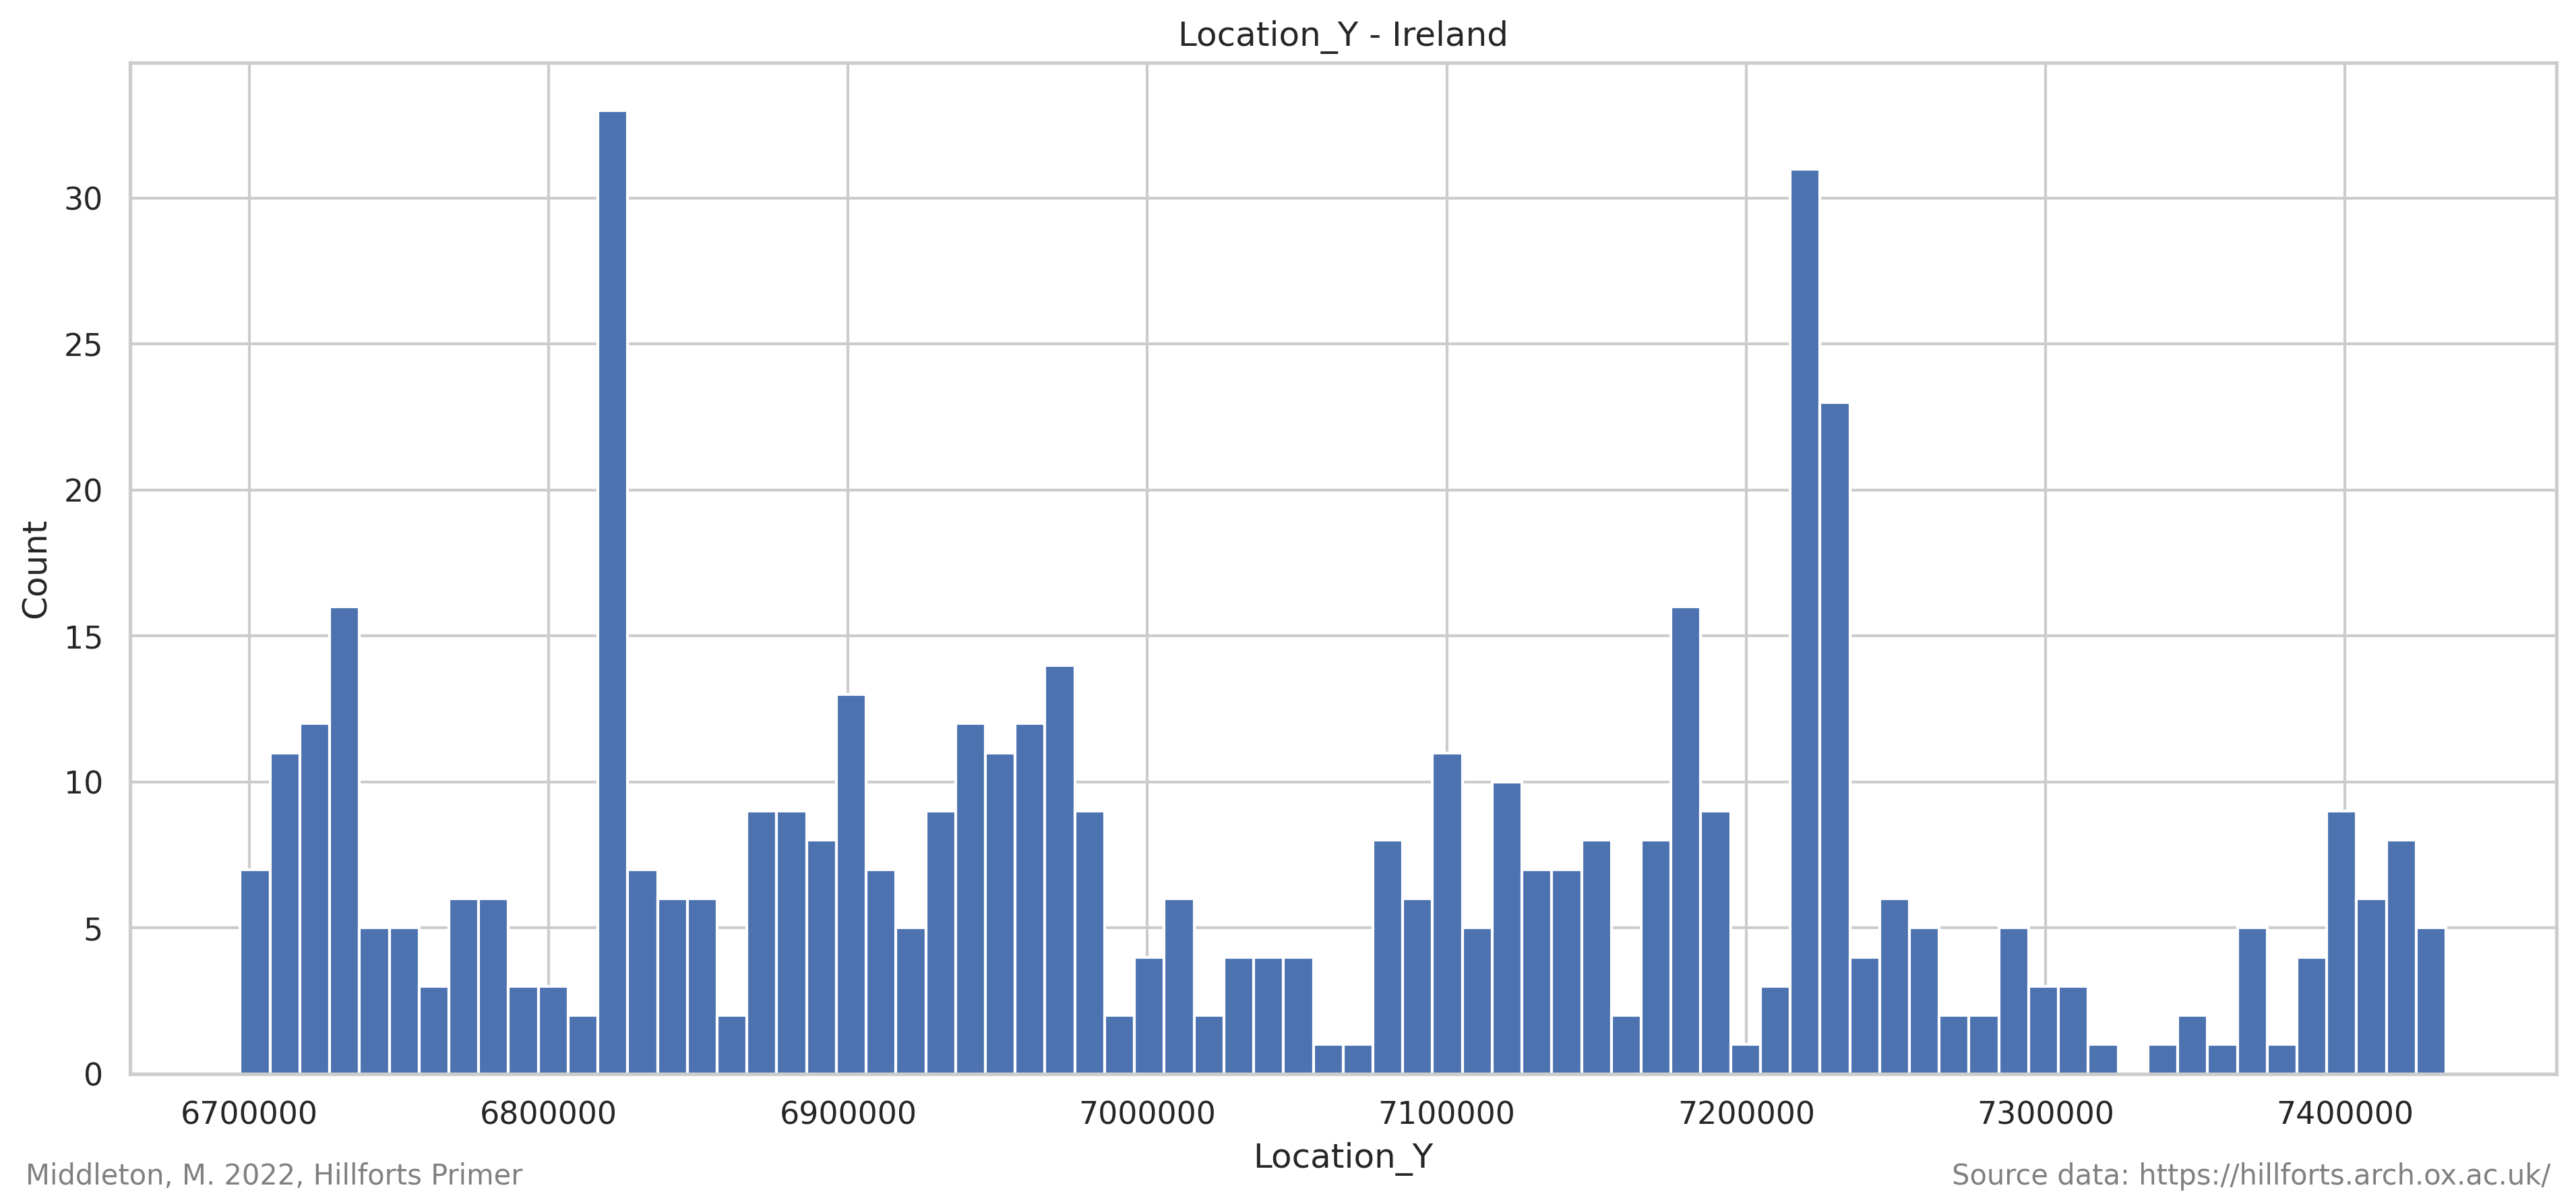 Location_Y - Ireland
Count
30
25
20
15
10
5
0
6700000 6800000 6900000 7000000 7100000 7200000 7300000 7400000
Location_Y
Middleton, M. 2022, Hillforts Primer
Source data: https://hillforts.arch.ox.ac.uk/